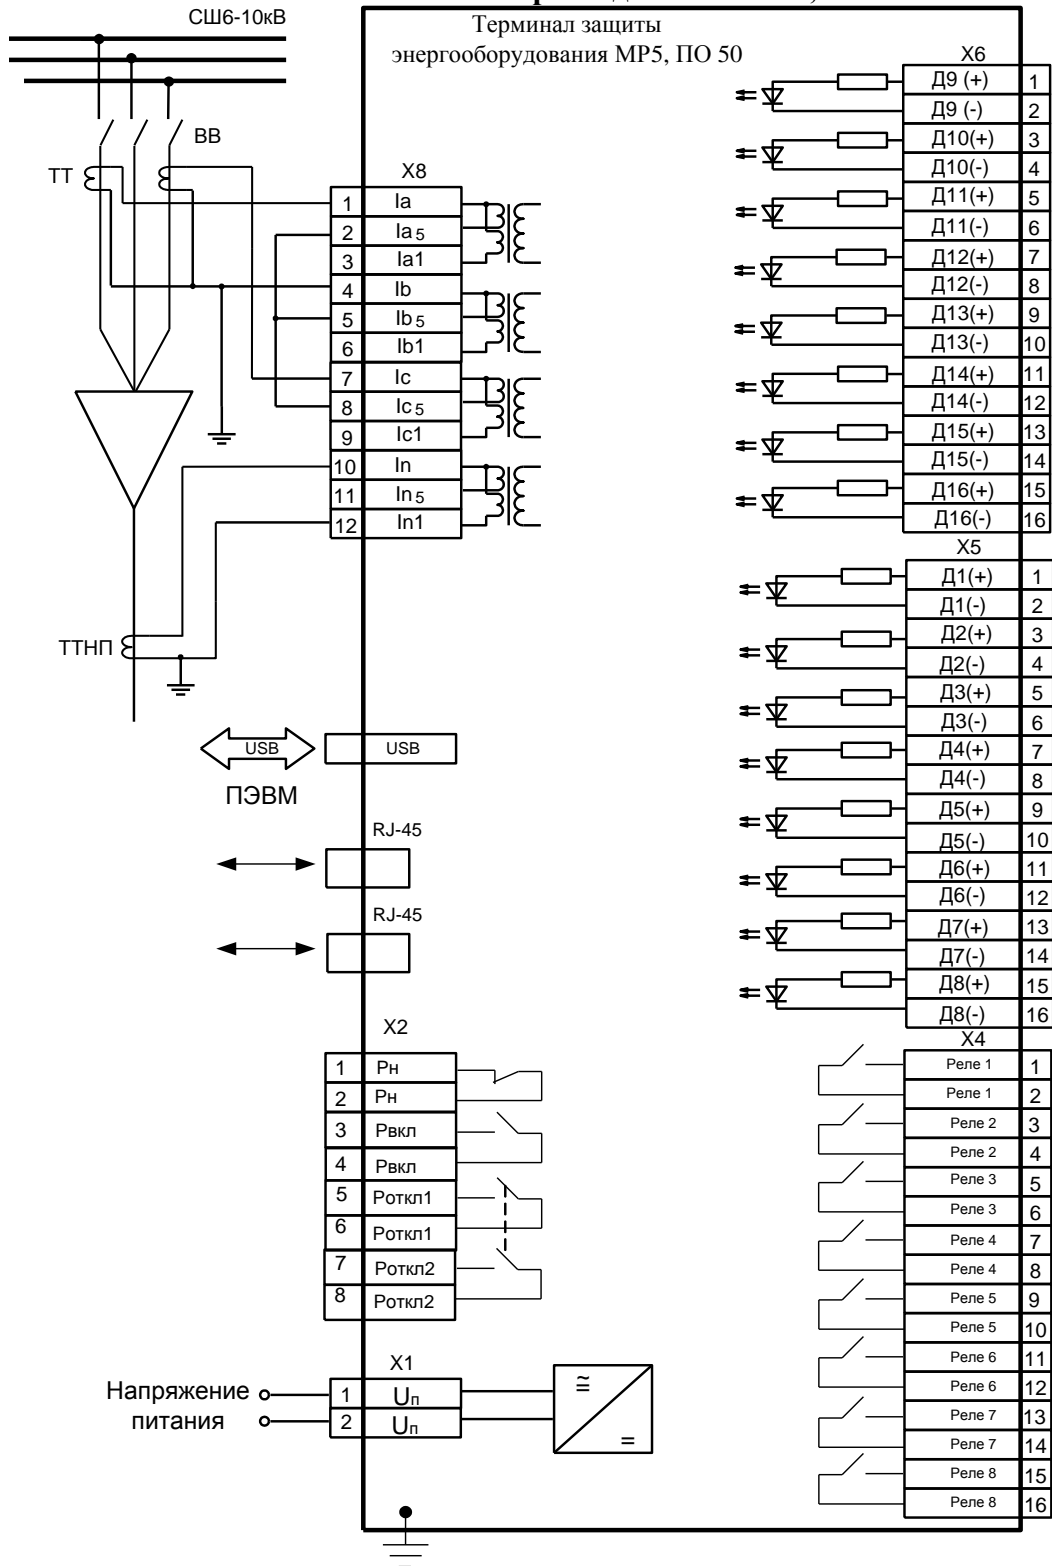 СШ6-10кВ
Терминал защиты
энергооборудования МР5, ПО 50
ВВ
ТТ
X8
1 Ia
2 Ia 5
3 Ia1
4 Ib
5 Ib 5
6 Ib1
7 Ic
8 Ic 5
9 Ic1
10 In
11 In 5
12 In1
ТТНП
USB
USB
ПЭВМ
RJ-45
RJ-45
X2
1 Рн
2 Рн
3 Рвкл
4 Рвкл
5 Роткл1
6 Роткл1
7 Роткл2
8 Роткл2
X1
Напряжение
питания
1 Uп
2 Uп
≅
=
X6
Д9 (+) 1
Д9 (-) 2
Д10(+) 3
Д10(-) 4
Д11(+) 5
Д11(-) 6
Д12(+) 7
Д12(-) 8
Д13(+) 9
Д13(-) 10
Д14(+) 11
Д14(-) 12
Д15(+) 13
Д15(-) 14
Д16(+) 15
Д16(-) 16
X5
Д1(+) 1
Д1(-) 2
Д2(+) 3
Д2(-) 4
Д3(+) 5
Д3(-) 6
Д4(+) 7
Д4(-) 8
Д5(+) 9
Д5(-) 10
Д6(+) 11
Д6(-) 12
Д7(+) 13
Д7(-) 14
Д8(+) 15
Д8(-) 16
X4
Реле 1 1
Реле 1 2
Реле 2 3
Реле 2 4
Реле 3 5
Реле 3 6
Реле 4 7
Реле 4 8
Реле 5 9
Реле 5 10
Реле 6 11
Реле 6 12
Реле 7 13
Реле 7 14
Реле 8 15
Реле 8 16